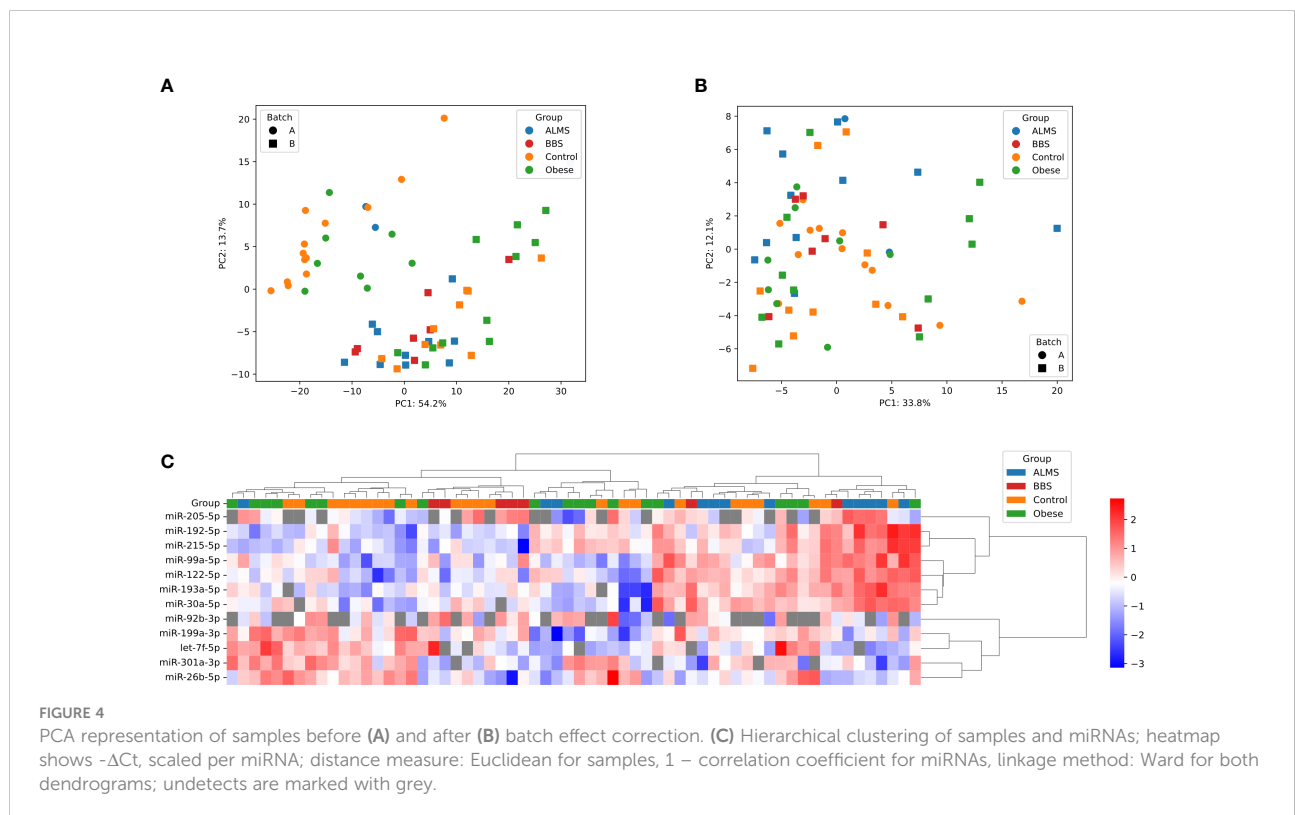 A
B
Batch
A
B
Group
ALMS
BBS
Control
Obese
20
15
10
5
0
−5
−10
PC2: 13.7%
−20
−10
0
10
20
30
PC1: 54.2%
Group
ALMS
BBS
Control
Obese
Batch
A
B
8
6
4
2
0
−2
−4
−6
PC2: 12.1%
−5
0
5
10
15
20
PC1: 33.8%
C
Group
ALMS
BBS
Control
Obese
Group
miR-205-5p
miR-192-5p
miR-215-5p
miR-99a-5p
miR-122-5p
miR-193a-5p
miR-30a-5p
miR-92b-3p
miR-199a-3p
let-7f-5p
miR-301a-3p
miR-26b-5p
2
1
0
−1
−2
−3
FIGURE 4
PCA representation of samples before (A) and after (B) batch effect correction. (C) Hierarchical clustering of samples and miRNAs; heatmap
shows -ΔCt, scaled per miRNA; distance measure: Euclidean for samples, 1 – correlation coefficient for miRNAs, linkage method: Ward for both
dendrograms; undetects are marked with grey.